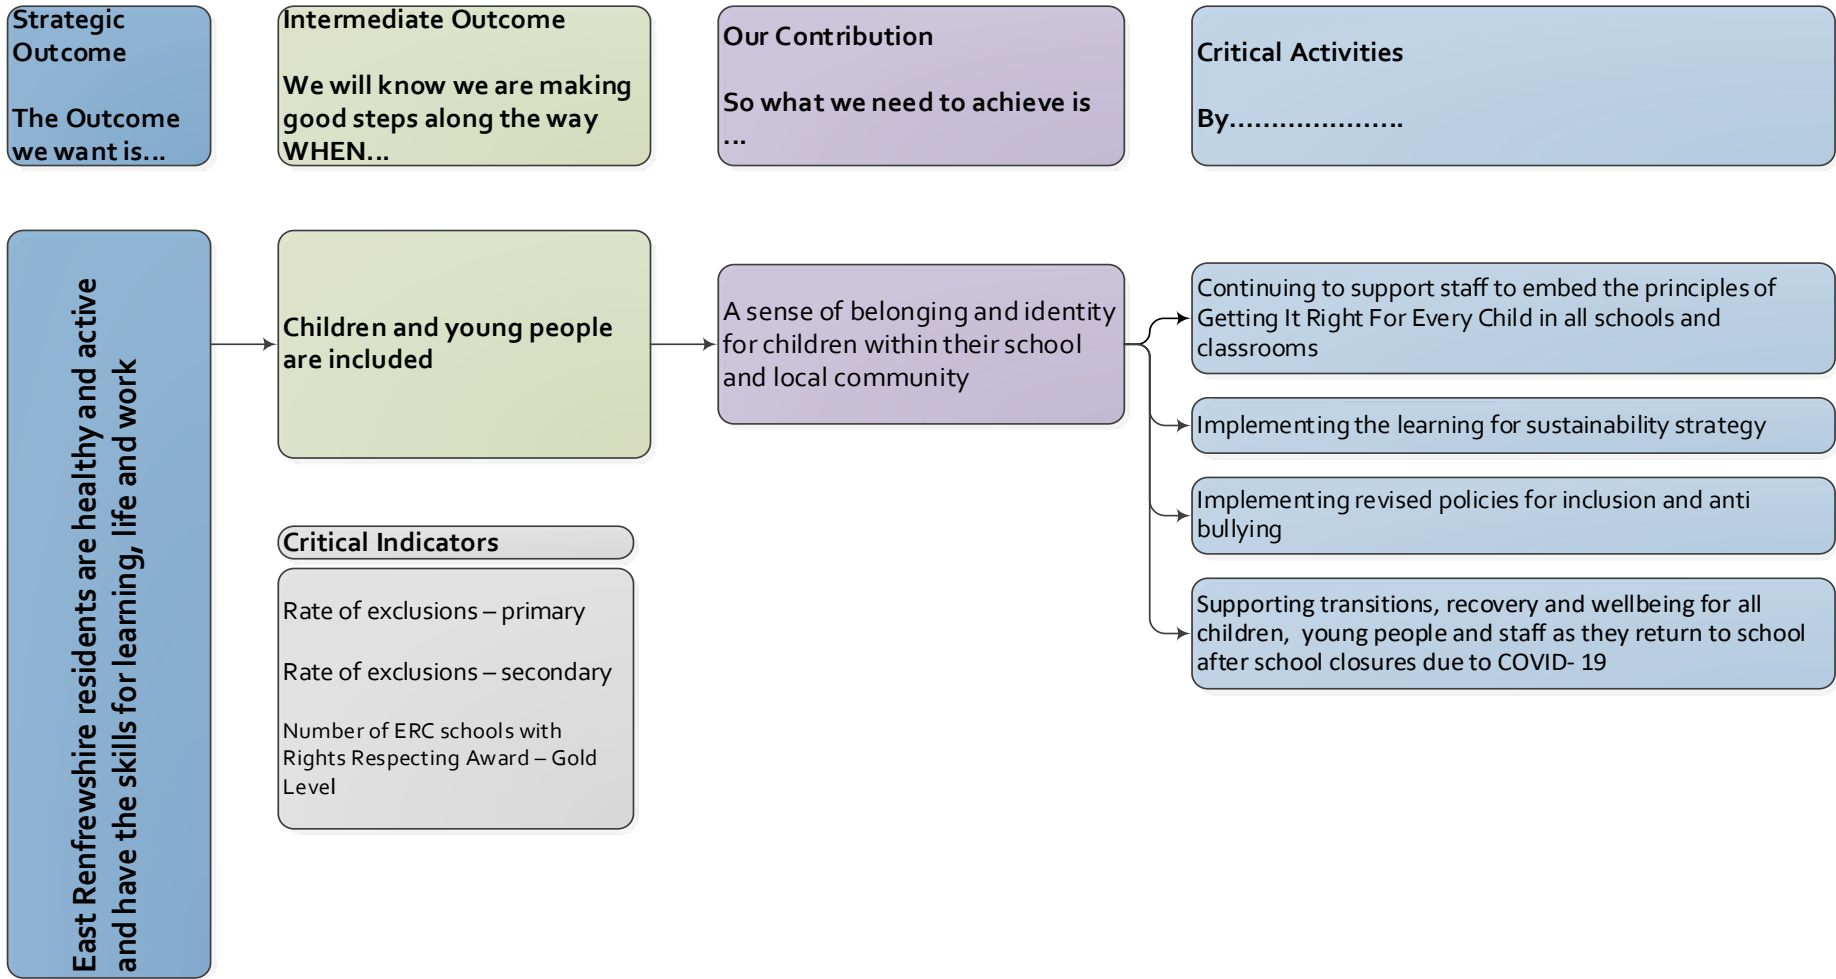 Strategic
Outcome
The Outcome
we want is...
Intermediate Outcome
We will know we are making
good steps along the way
WHEN...
Our Contribution
So what we need to achieve is
...
Critical Activities
By.....................
East Renfrewshire residents are healthy and active
and have the skills for learning, life and work
Children and young people
are included
A sense of belonging and identity
for children within their school
and local community
Continuing to support staff to embed the principles of
Getting It Right For Every Child in all schools and
classrooms
Implementing the learning for sustainability strategy
Implementing revised policies for inclusion and anti
bullying
Supporting transitions, recovery and wellbeing for all
children,  young people and staff as they return to school
after school closures due to COVID- 19
Critical Indicators
Rate of exclusions – primary
Rate of exclusions – secondary
Number of ERC schools with
Rights Respecting Award – Gold
Level